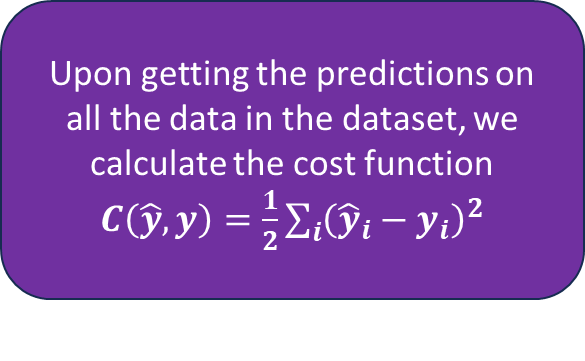 Upon getting the predictions on
all the data in the dataset, we
calculate the cost function
C(ŷ, y) = 1/2 ∑ᵢ(ŷᵢ − yᵢ)²